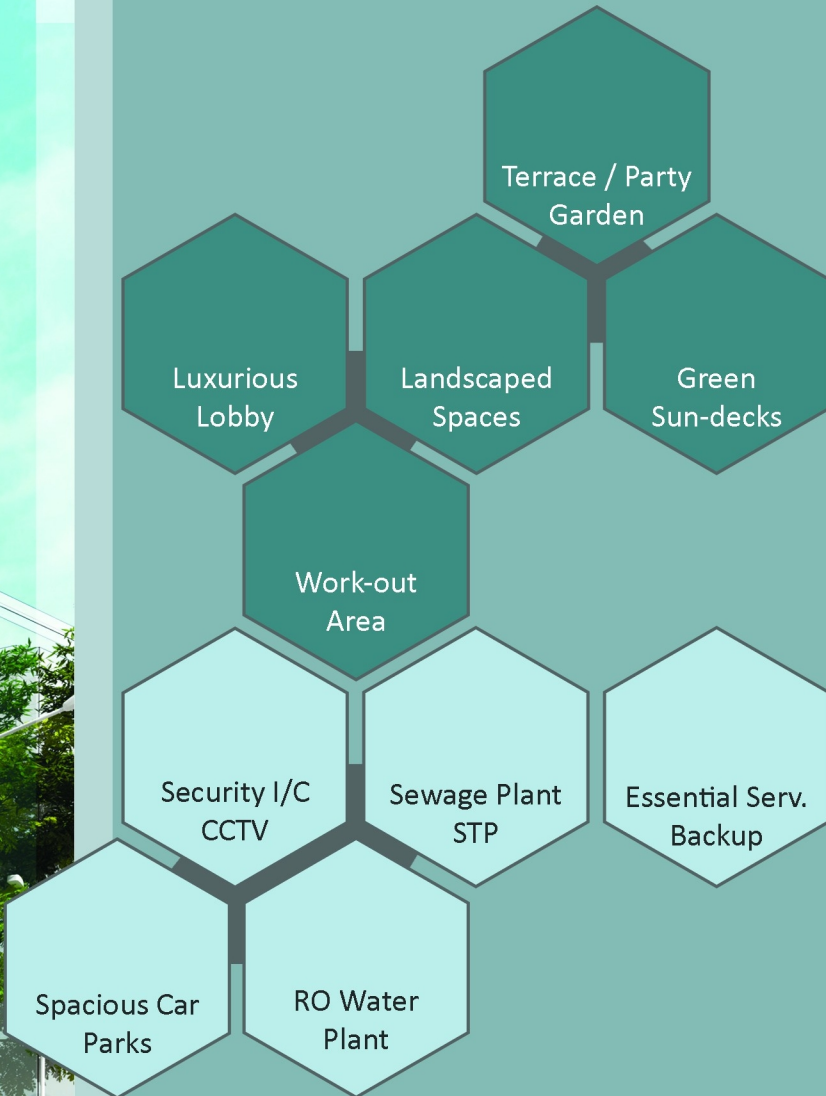 Terrace / Party
Garden
Luxurious
Lobby
Landscaped
Spaces
Green
Sun-decks
Work-out
Area
Security I/C
CCTV
Sewage Plant
STP
Essential Serv.
Backup
Spacious Car
Parks
RO Water
Plant